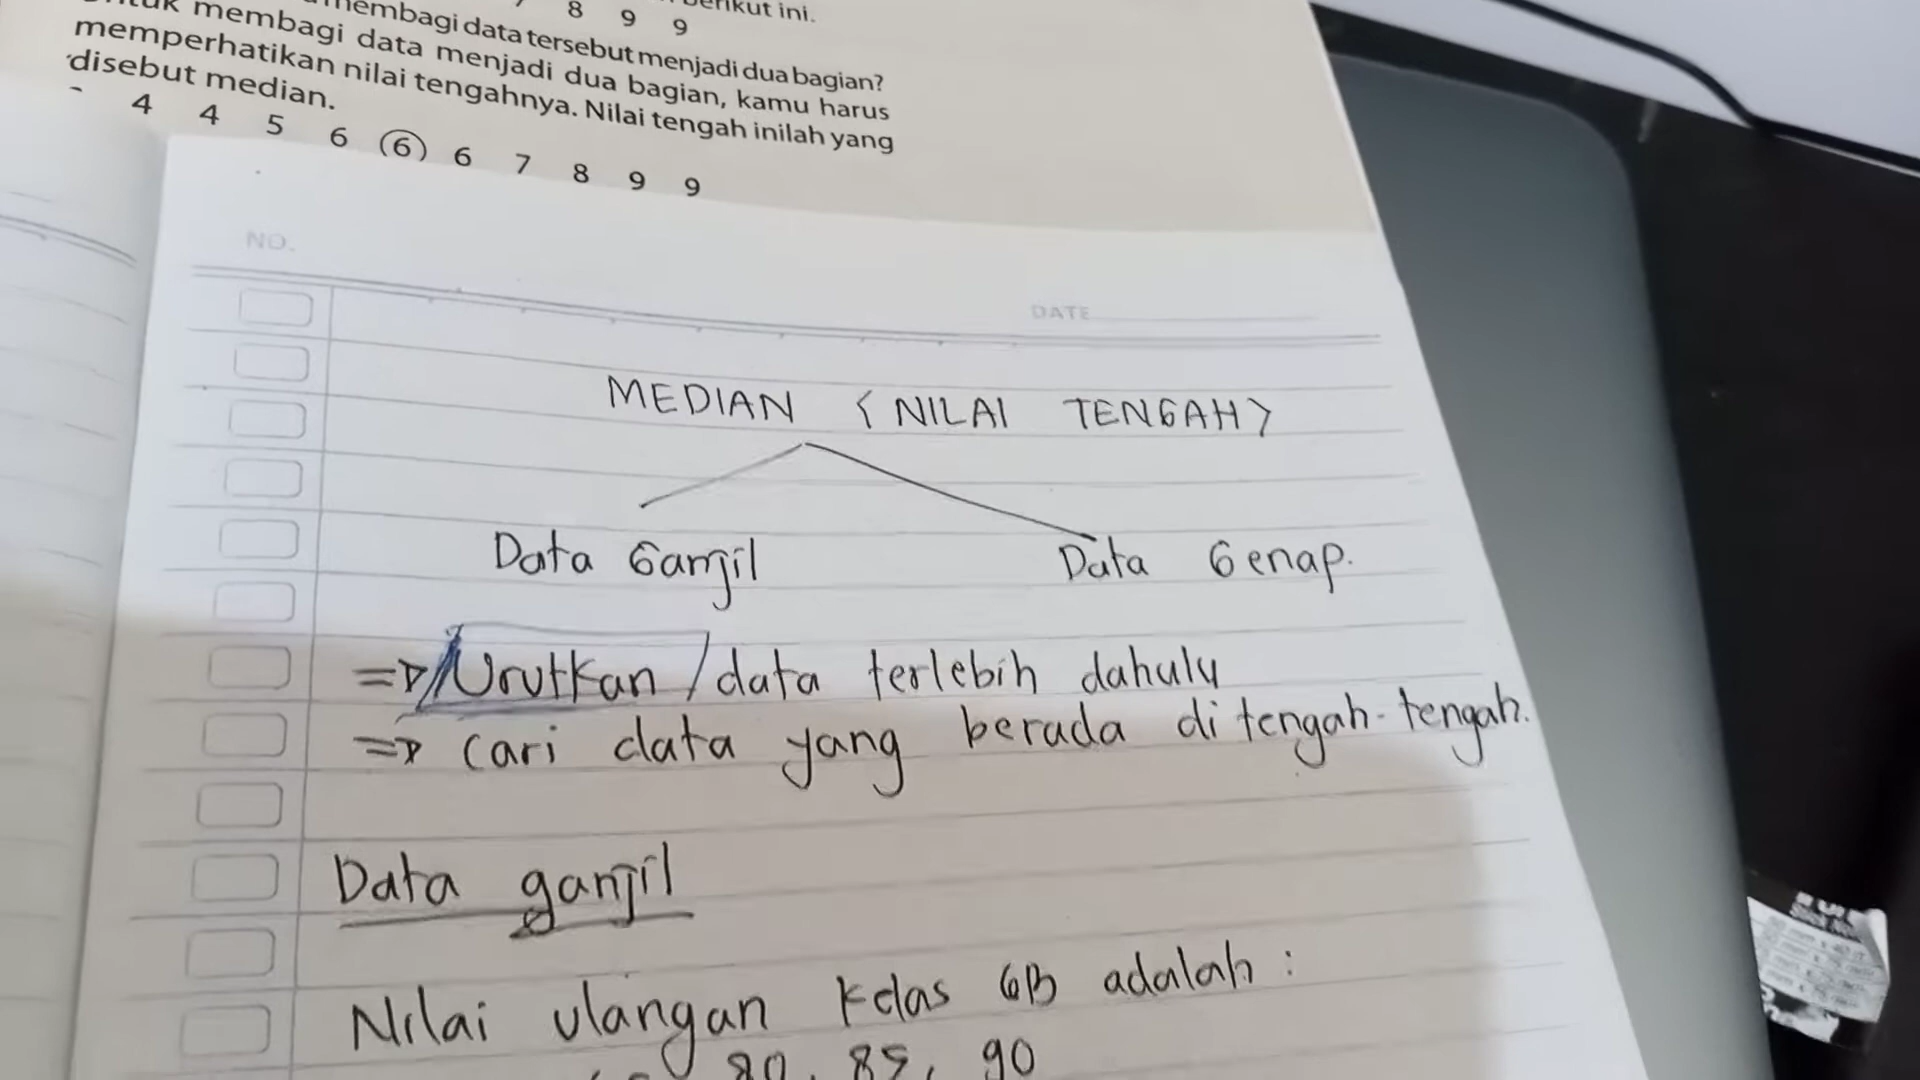 8 9 9
berikut ini.
membagi data tersebut menjadi dua bagian?
membagi data menjadi dua bagian, kamu harus
memperhatikan nilai tengahnya. Nilai tengah inilah yang
disebut median.
4 4 5 6 6 6 7 8 9 9
NO.
DATE
MEDIAN < NILAI TENGAH >
Data Ganjil Data Genap.
=> Urutkan / data terlebih dahulu
=> cari data yang berada di tengah-tengah.
Data ganjil
Nilai ulangan kelas 6B adalah :
80, 85, 90